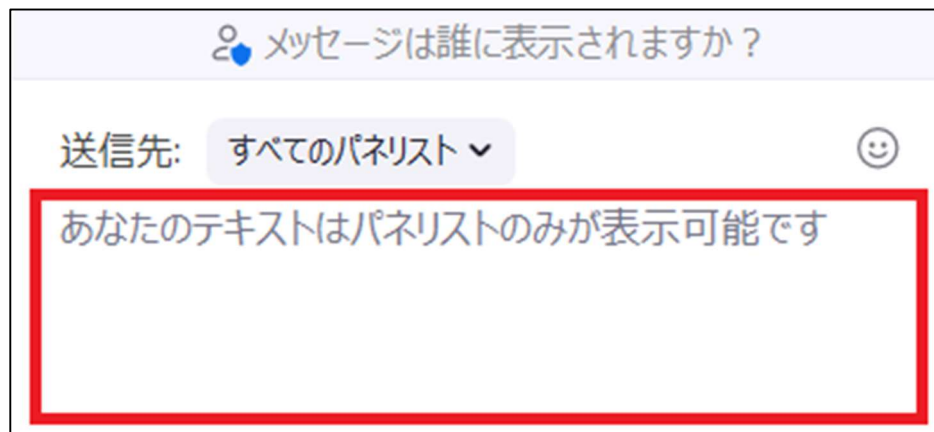 メッセージは誰に表示されますか?
送信先: すべてのパネリスト
あなたのテキストはパネリストのみが表示可能です